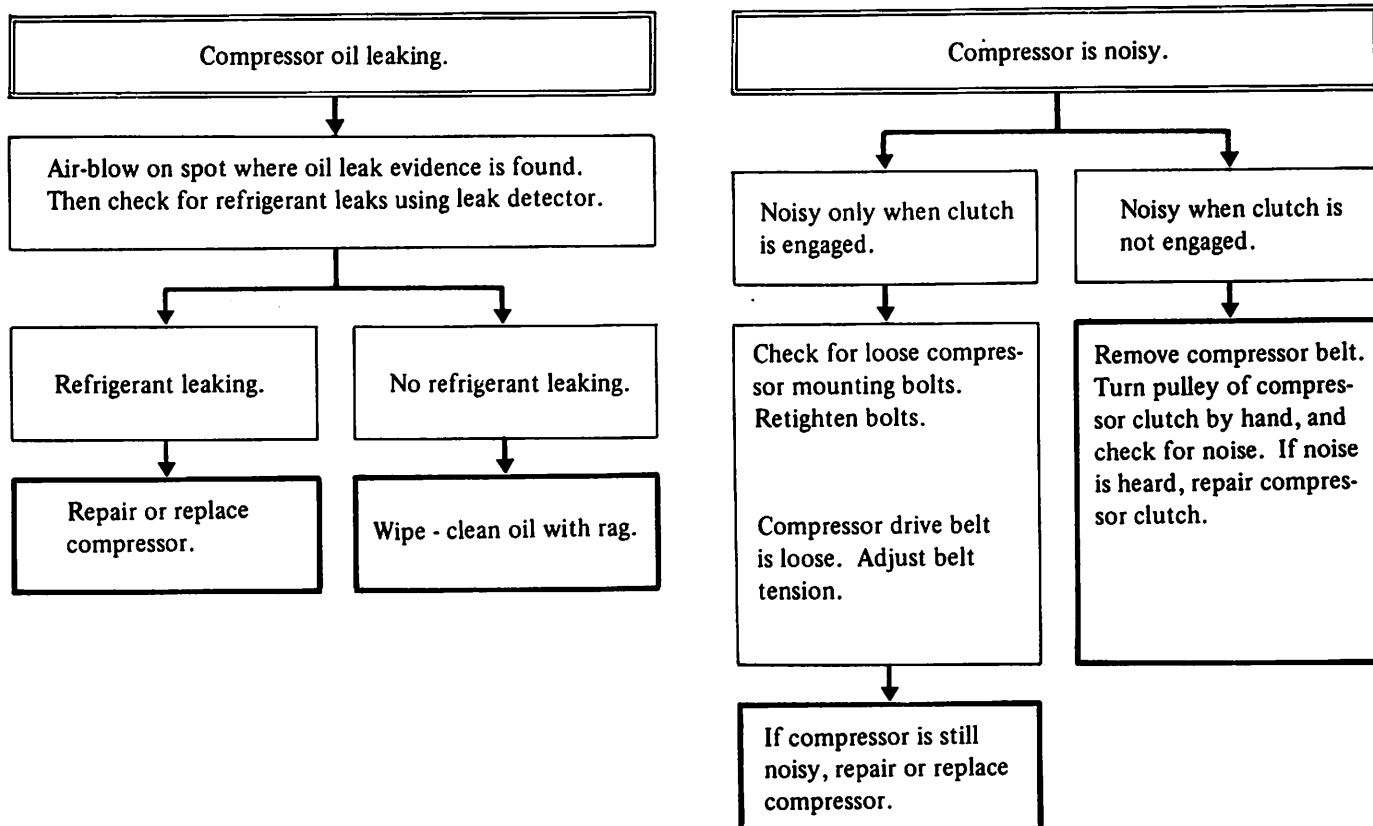 Compressor oil leaking.
Air-blow on spot where oil leak evidence is found.
Then check for refrigerant leaks using leak detector.
Refrigerant leaking.
No refrigerant leaking.
Repair or replace
compressor.
Wipe - clean oil with rag.
Compressor is noisy.
Noisy only when clutch
is engaged.
Noisy when clutch is
not engaged.
Check for loose compres-
sor mounting bolts.
Retighten bolts.
Compressor drive belt
is loose. Adjust belt
tension.
Remove compressor belt.
Turn pulley of compres-
sor clutch by hand, and
check for noise. If noise
is heard, repair compres-
sor clutch.
If compressor is still
noisy, repair or replace
compressor.